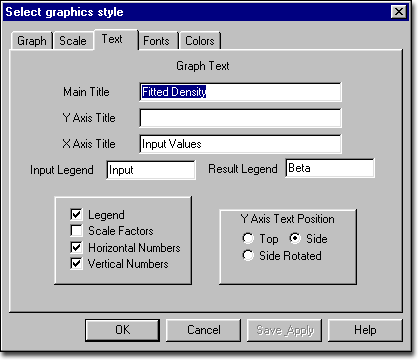 Select graphics style
Graph Scale Text Fonts Colors
Graph Text
Main Title Fitted Density
Y Axis Title
X Axis Title Input Values
Input Legend Input Result Legend Beta
Legend
Scale Factors
Horizontal Numbers
Vertical Numbers
Y Axis Text Position
Top Side
Side Rotated
OK Cancel Save_Apply Help